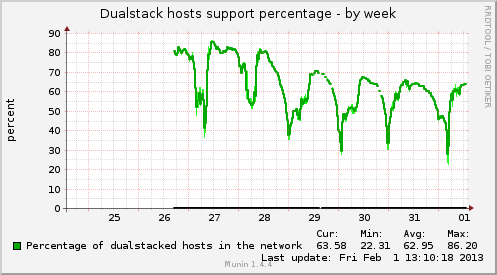 Dualstack hosts support percentage - by week
RRDTOOL / TOBI OETIKER
percent
90
80
70
60
50
40
30
20
10
0
25 26 27 28 29 30 31 01
Cur: Min: Avg: Max:
Percentage of dualstacked hosts in the network 63.58 22.31 62.95 86.20
Last update: Fri Feb 1 13:10:18 2013
Munin 1.4.4